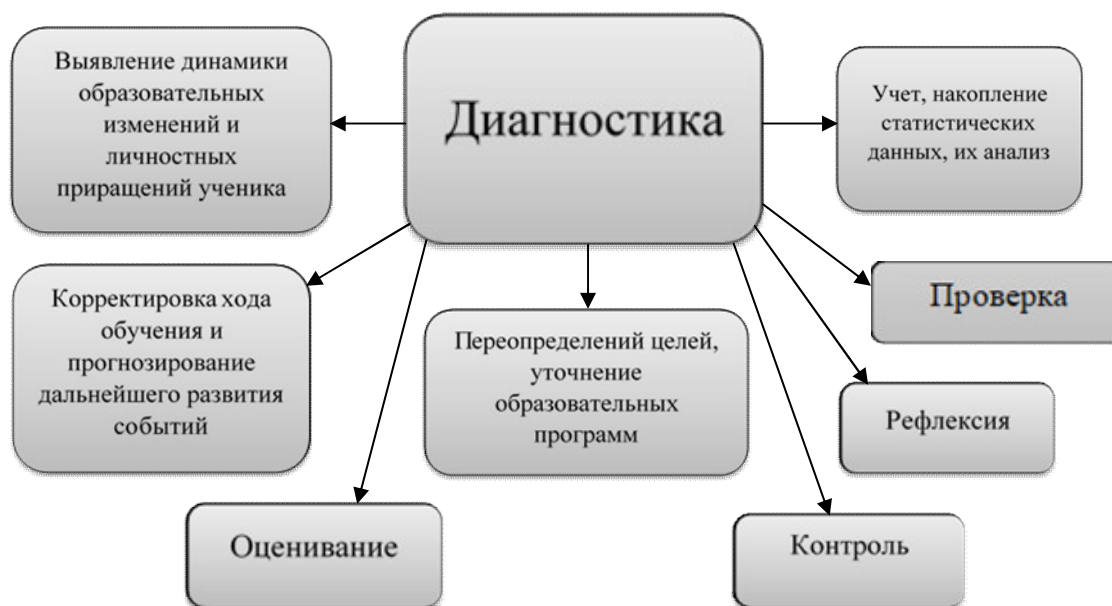 Выявление динамики
образовательных
изменений и
личностных
приращений ученика
Диагностика
Учет, накопление
статистических
данных, их анализ
Корректировка хода
обучения и
прогнозирование
дальнейшего развития
событий
Переопределений целей,
уточнение
образовательных
программ
Проверка
Рефлексия
Оценивание
Контроль